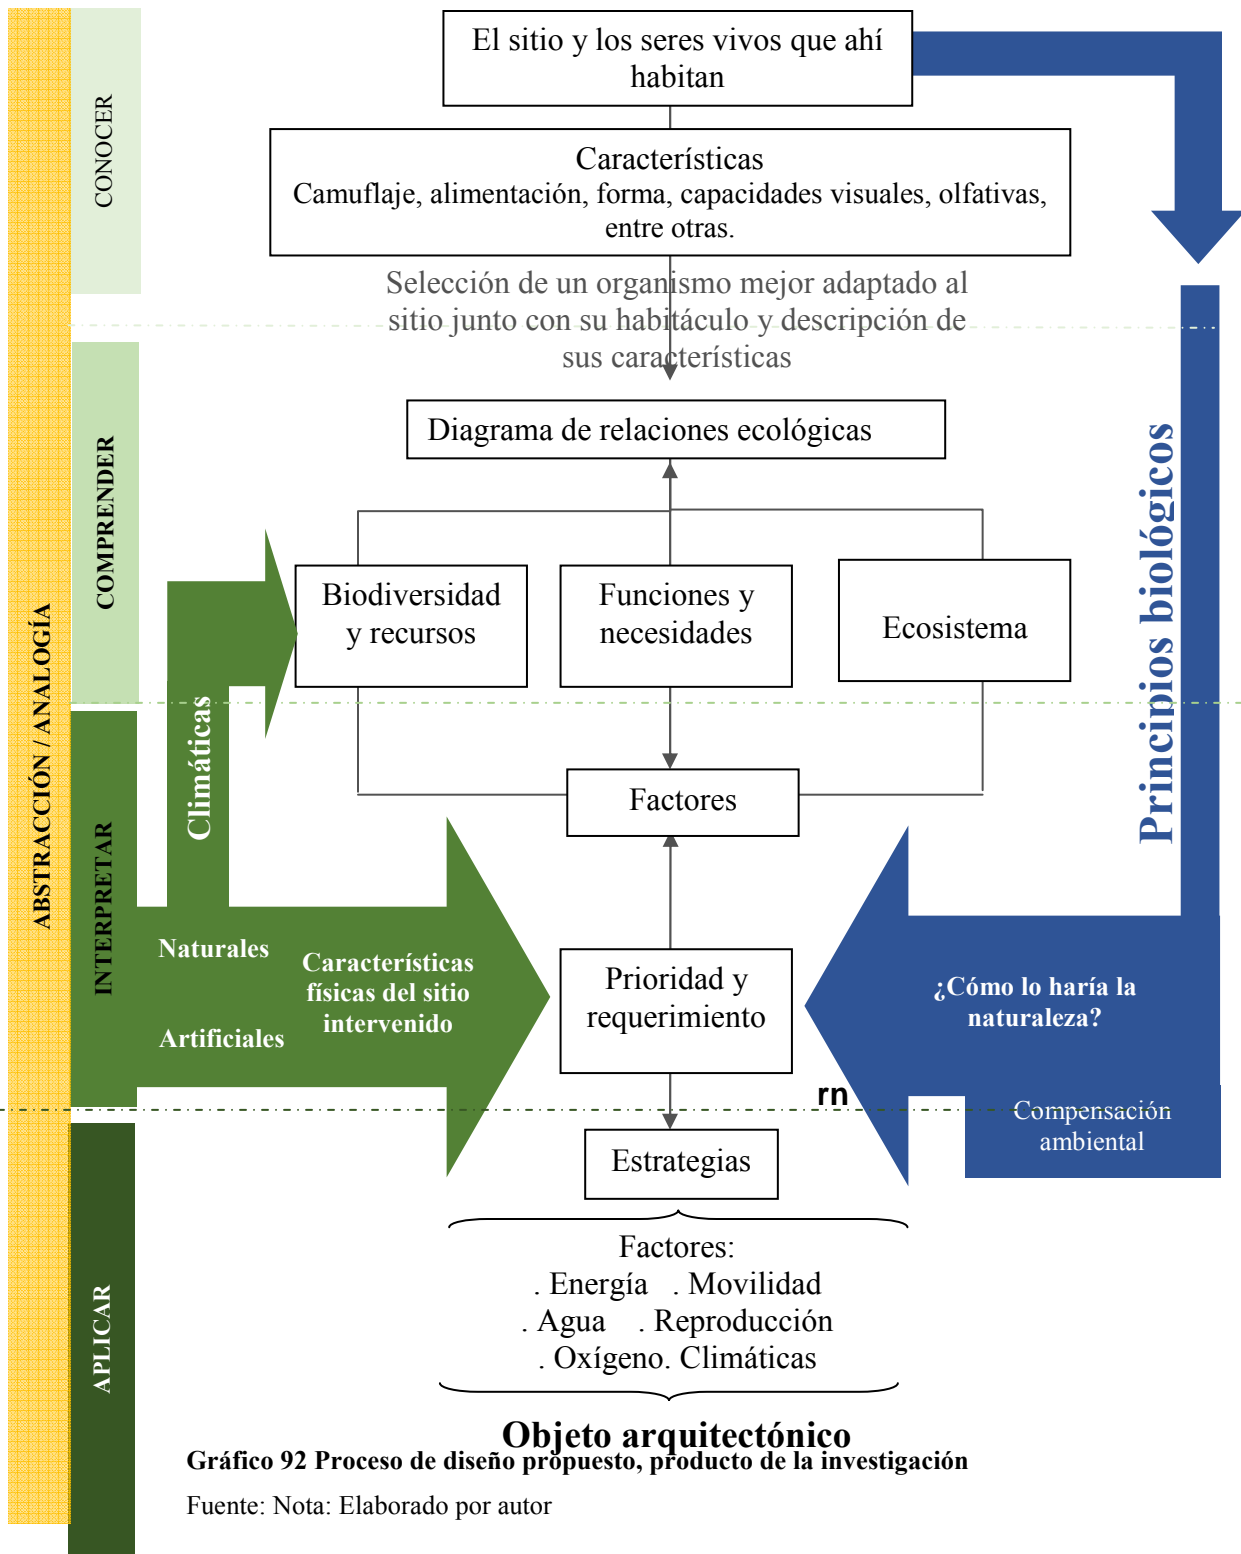 El sitio y los seres vivos que ahí
habitan
CONOCER
Características
Camuflaje, alimentación, forma, capacidades visuales, olfativas,
entre otras.
Selección de un organismo mejor adaptado al
sitio junto con su habitáculo y descripción de
sus características
COMPRENDER
Diagrama de relaciones ecológicas
Principios biológicos
Biodiversidad
y recursos
Funciones y
necesidades
Ecosistema
ABSTRACCIÓN / ANALOGÍA
Climáticas
Factores
INTERPRETAR
Naturales
Artificiales
Características
físicas del sitio
intervenido
Prioridad y
requerimiento
¿Cómo lo haría la
naturaleza?
rn
Compensación
ambiental
Estrategias
APLICAR
Factores:
. Energía . Movilidad
. Agua . Reproducción
. Oxígeno. Climáticas
Objeto arquitectónico
Gráfico 92 Proceso de diseño propuesto, producto de la investigación
Fuente: Nota: Elaborado por autor